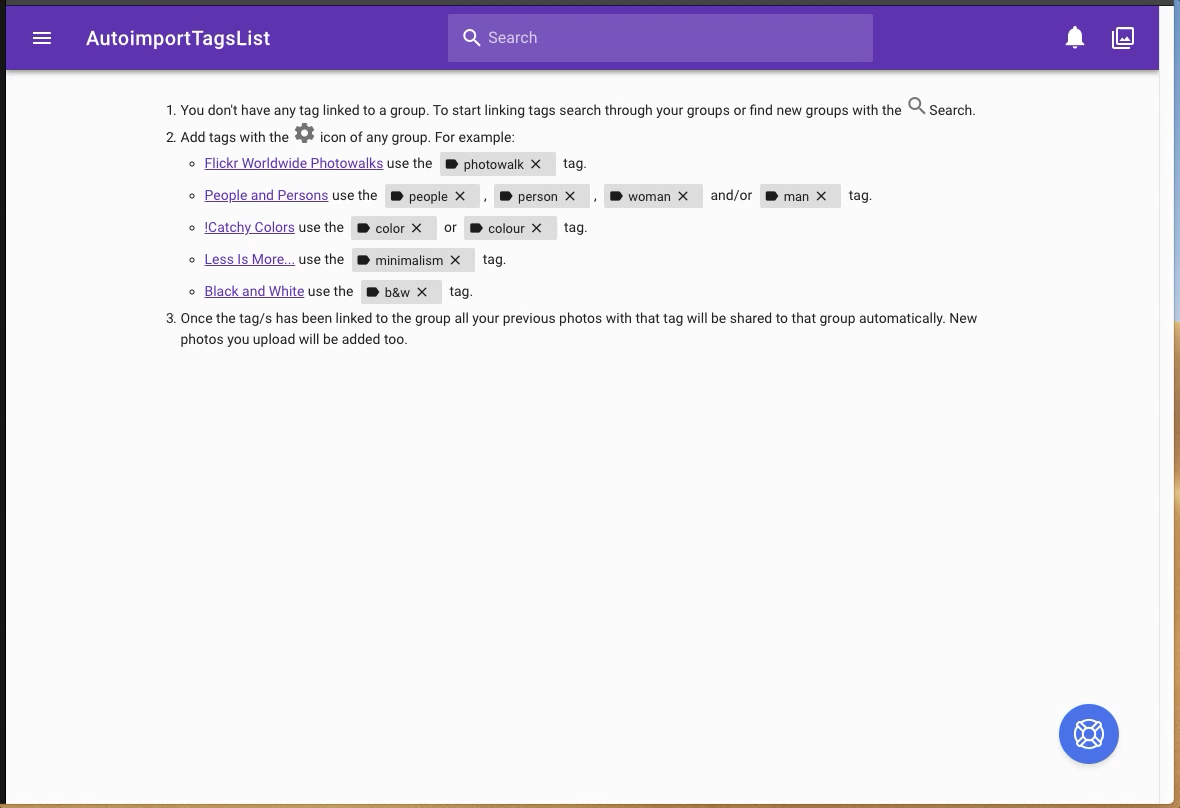 AutoimportTagsList
Search
1. You don't have any tag linked to a group. To start linking tags search through your groups or find new groups with the Search.
2. Add tags with the icon of any group. For example:
Flickr Worldwide Photowalks use the photowalk tag.
People and Persons use the people , person , woman and/or man tag.
!Catchy Colors use the color or colour tag.
Less Is More... use the minimalism tag.
Black and White use the b&w tag.
3. Once the tag/s has been linked to the group all your previous photos with that tag will be shared to that group automatically. New
photos you upload will be added too.